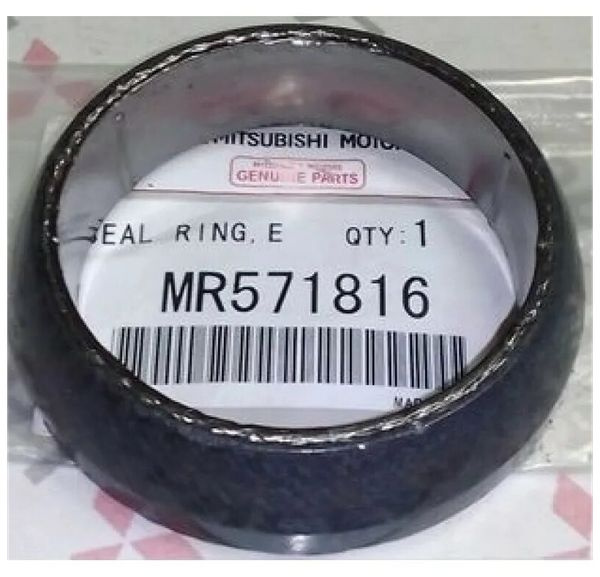 MITSUBISHI MOTO
GENUINE PARTS
SEAL RING, E QTY:1
MR571816